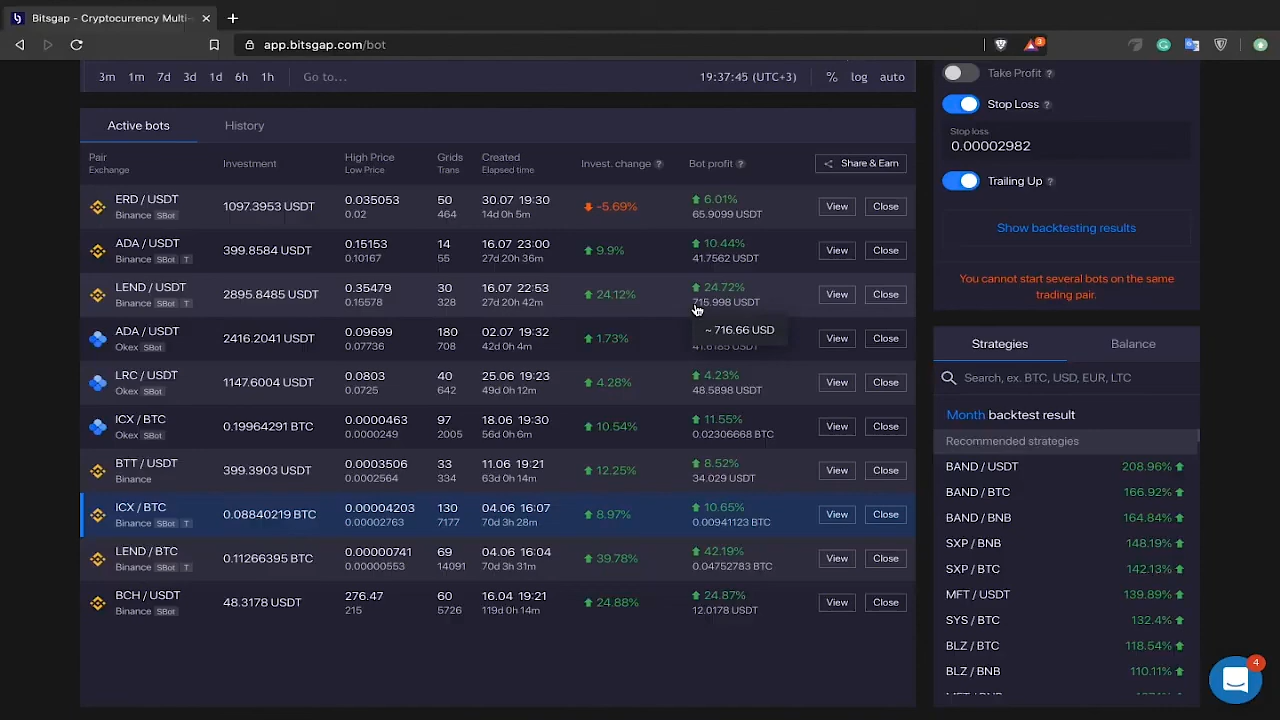 Bitsgap - Cryptocurrency Multi-
app.bitsgap.com/bot
3
3m 1m 7d 3d 1d 6h 1h Go to... 19:37:45 (UTC+3) % log auto
Active bots History
Pair Investment High Price Grids Created Invest. change ? Bot profit ? Share & Earn
Exchange Low Price Trans Elapsed time
ERD / USDT 1097.3953 USDT 0.035053 50 30.07 19:30 -5.69% 6.01% View Close
Binance SBot 0.02 464 14d 0h 5m 65.9099 USDT
ADA / USDT 399.8584 USDT 0.15153 14 16.07 23:00 9.9% 10.44% View Close
Binance SBot T 0.10167 55 27d 20h 36m 41.7562 USDT
LEND / USDT 2895.8485 USDT 0.35479 30 16.07 22:53 24.12% 24.72% View Close
Binance SBot T 0.15578 328 27d 20h 42m 715.998 USDT
~ 716.66 USD
ADA / USDT 2416.2041 USDT 0.09699 180 02.07 19:32 1.73% View Close
Okex SBot 0.07736 708 42d 0h 4m 41.6185 USDT
LRC / USDT 1147.6004 USDT 0.0803 40 25.06 19:23 4.28% 4.23% View Close
Okex SBot 0.0725 642 49d 0h 12m 48.5898 USDT
ICX / BTC 0.19964291 BTC 0.0000463 97 18.06 19:30 10.54% 11.55% View Close
Okex SBot 0.0000249 2005 56d 0h 6m 0.02306668 BTC
BTT / USDT 399.3903 USDT 0.0003506 33 11.06 19:21 12.25% 8.52% View Close
Binance 0.0002564 334 63d 0h 14m 34.029 USDT
ICX / BTC 0.08840219 BTC 0.00004203 130 04.06 16:07 8.97% 10.65% View Close
Binance SBot T 0.00002763 7177 70d 3h 28m 0.00941123 BTC
LEND / BTC 0.11266395 BTC 0.00000741 69 04.06 16:04 39.78% 42.19% View Close
Binance SBot T 0.00000553 14091 70d 3h 31m 0.04752783 BTC
BCH / USDT 48.3178 USDT 276.47 60 16.04 19:21 24.88% 24.87% View Close
Binance SBot 215 5726 119d 0h 14m 12.0178 USDT
Take Profit ?
Stop Loss ?
Stop loss
0.00002982
Trailing Up ?
Show backtesting results
You cannot start several bots on the same
trading pair.
Strategies Balance
Search, ex. BTC, USD, EUR, LTC
Month backtest result
Recommended strategies
BAND / USDT 208.96%
BAND / BTC 166.92%
BAND / BNB 164.84%
SXP / BNB 148.19%
SXP / BTC 142.13%
MFT / USDT 139.89%
SYS / BTC 132.4%
BLZ / BTC 118.54%
BLZ / BNB 110.11%
4